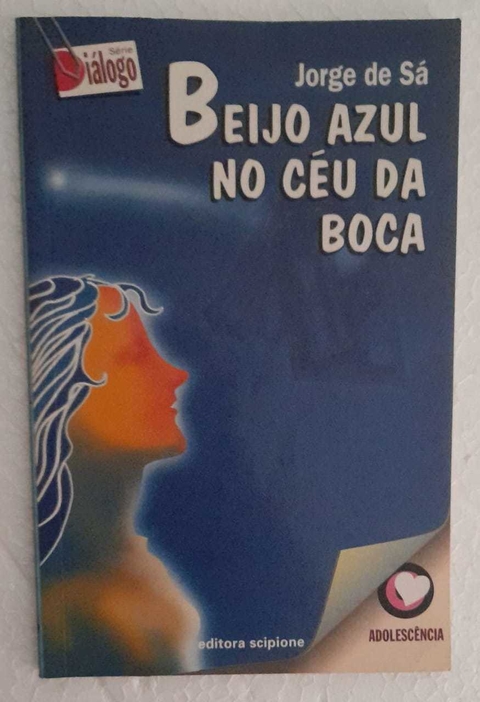 Série
Diálogo
Jorge de Sá
BEIJO AZUL
NO CÉU DA
BOCA
editora scipione
ADOLESCÊNCIA